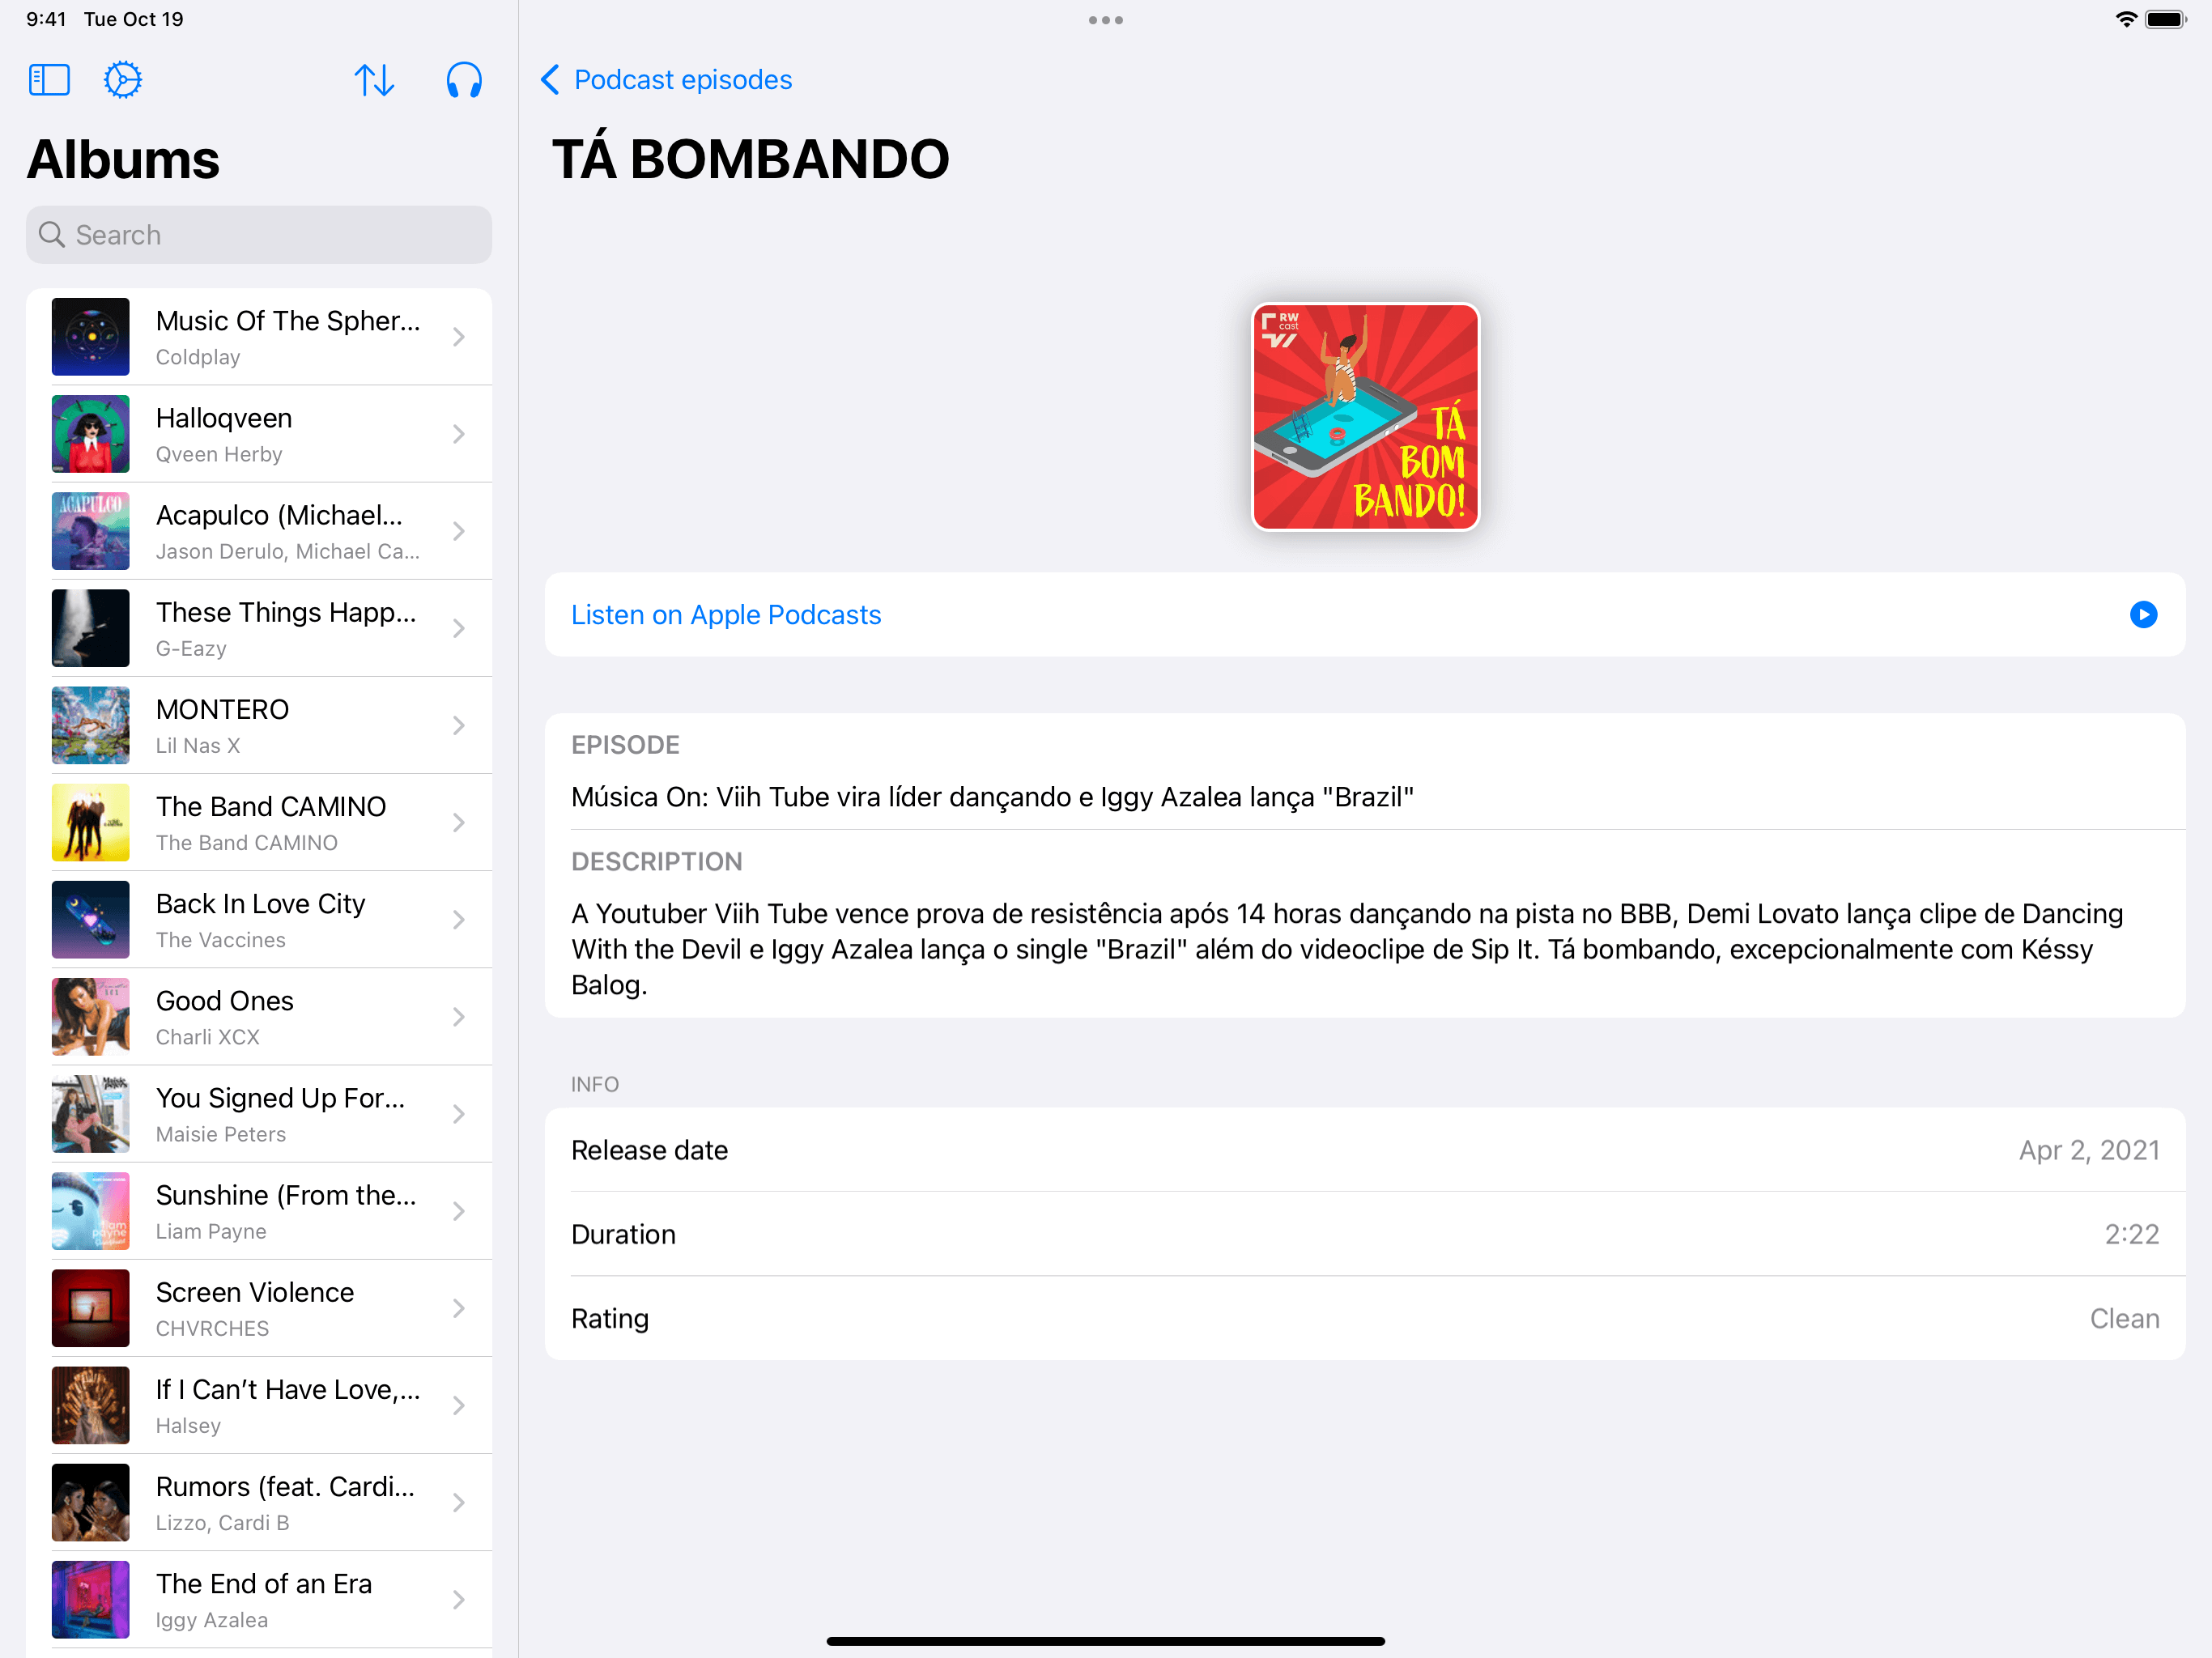 9:41 Tue Oct 19
Albums
Search
Music Of The Spher...
Coldplay
Halloqveen
Qveen Herby
ACAPULCO
Acapulco (Michael...
Jason Derulo, Michael Ca...
These Things Happ...
G-Eazy
MONTERO
Lil Nas X
The Band CAMINO
The Band CAMINO
Back In Love City
The Vaccines
Good Ones
Charli XCX
Maisie
Peters
You Signed Up For...
Maisie Peters
liam
payne
Sunshine (From the...
Liam Payne
Screen Violence
CHVRCHES
If I Can’t Have Love,...
Halsey
Rumors (feat. Cardi...
Lizzo, Cardi B
The End of an Era
Iggy Azalea
Podcast episodes
TÁ BOMBANDO
RW
cast
TÁ
BOM
BANDO!
Listen on Apple Podcasts
EPISODE
Música On: Viih Tube vira líder dançando e Iggy Azalea lança "Brazil"
DESCRIPTION
A Youtuber Viih Tube vence prova de resistência após 14 horas dançando na pista no BBB, Demi Lovato lança clipe de Dancing
With the Devil e Iggy Azalea lança o single "Brazil" além do videoclipe de Sip It. Tá bombando, excepcionalmente com Késsy
Balog.
INFO
Release date Apr 2, 2021
Duration 2:22
Rating Clean